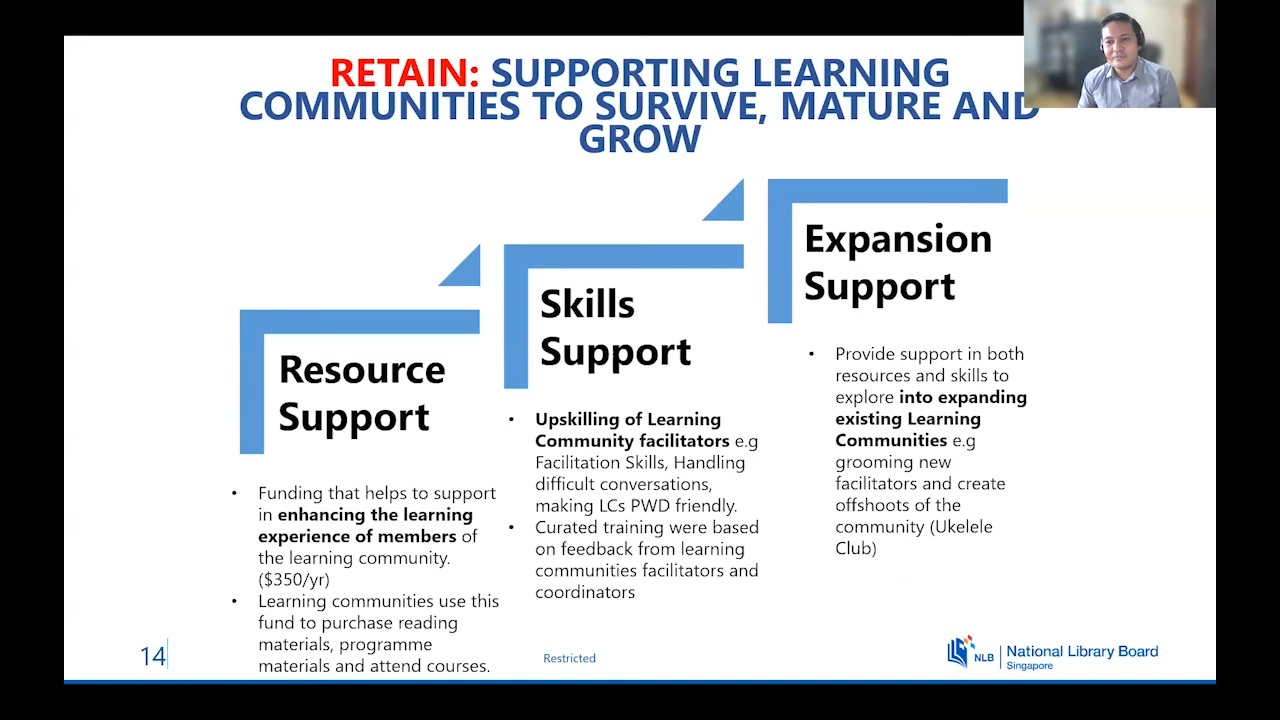 RETAIN: SUPPORTING LEARNING
COMMUNITIES TO SURVIVE, MATURE AND
GROW
Resource
Support
• Funding that helps to support
in enhancing the learning
experience of members of
the learning community.
($350/yr)
• Learning communities use this
fund to purchase reading
materials, programme
materials and attend courses.
Skills
Support
• Upskilling of Learning
Community facilitators e.g
Facilitation Skills, Handling
difficult conversations,
making LCs PWD friendly.
• Curated training were based
on feedback from learning
communities facilitators and
coordinators
Expansion
Support
• Provide support in both
resources and skills to
explore into expanding
existing Learning
Communities e.g
grooming new
facilitators and create
offshoots of the
community (Ukelele
Club)
14
Restricted
NLB
National Library Board
Singapore